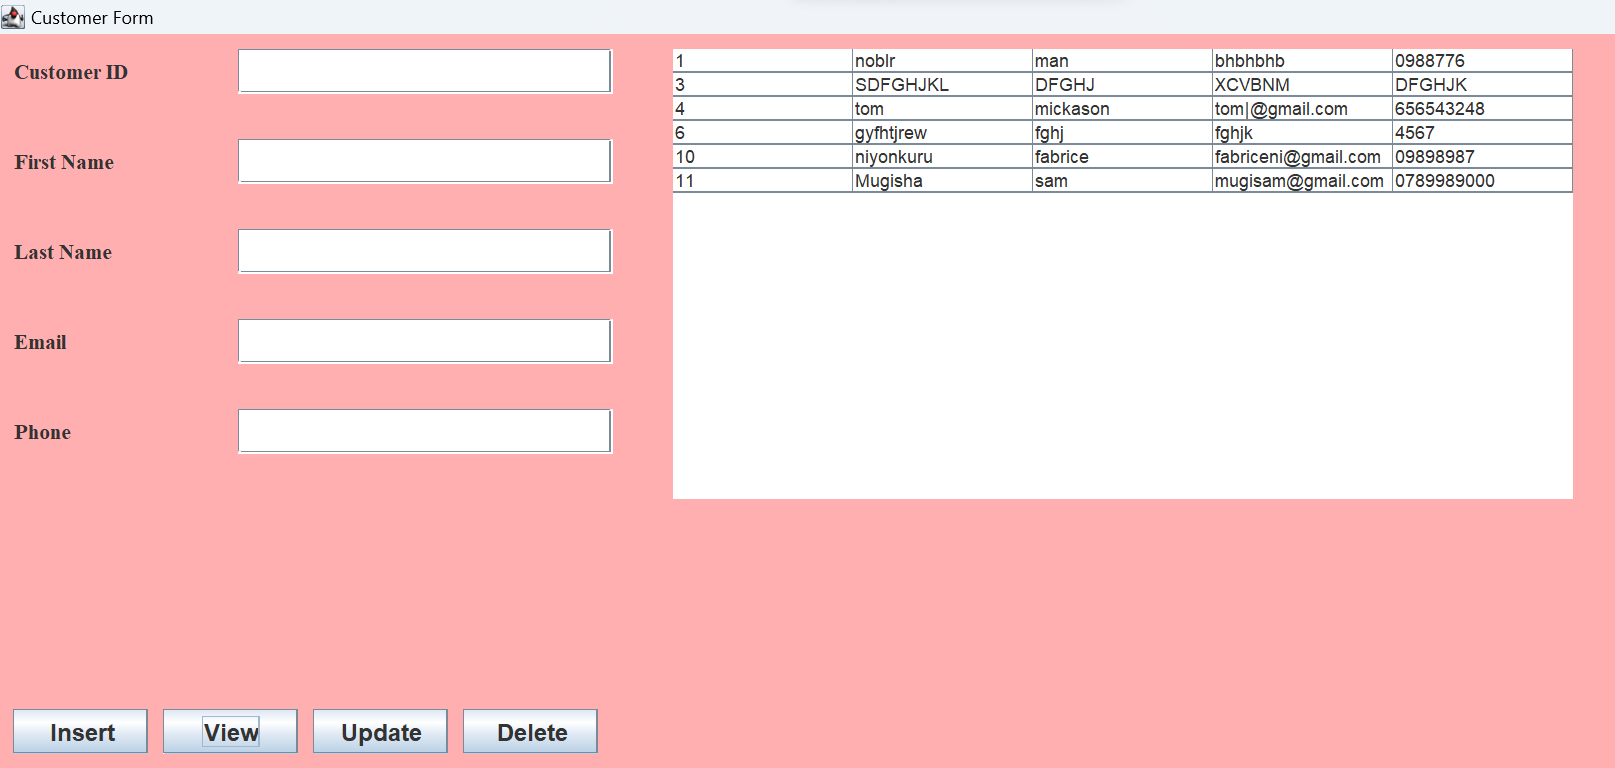 Customer Form
Customer ID
First Name
Last Name
Email
Phone
1 noblr man bhbhbhb 0988776
3 SDFGHJKL DFGHJ XCVBNM DFGHJK
4 tom mickason tom|@gmail.com 656543248
6 gyfhtjrew fghj fghjk 4567
10 niyonkuru fabrice fabriceni@gmail.com 09898987
11 Mugisha sam mugisam@gmail.com 0789989000
Insert View Update Delete